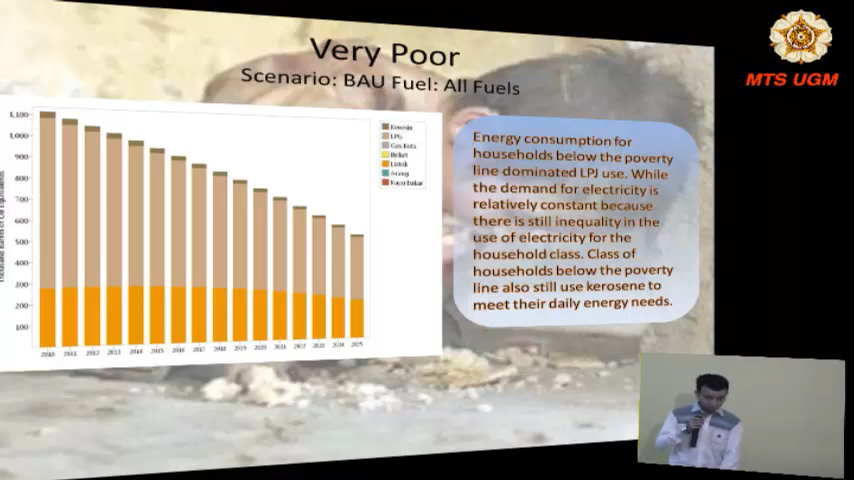 Very Poor
Scenario: BAU Fuel: All Fuels
MTS UGM
1,100
1,000
900
800
700
600
500
400
300
200
100
2010 2011 2012 2013 2014 2015 2016 2017 2018 2019 2020 2021 2022 2023 2024 2025
Kerosin
LPG
Gas Kota
Briket
Listrik
Arang
Kayu bakar
Energy consumption for
households below the poverty
line dominated LPJ use. While
the demand for electricity is
relatively constant because
there is still inequality in the
use of electricity for the
household class. Class of
households below the poverty
line also still use kerosene to
meet their daily energy needs.